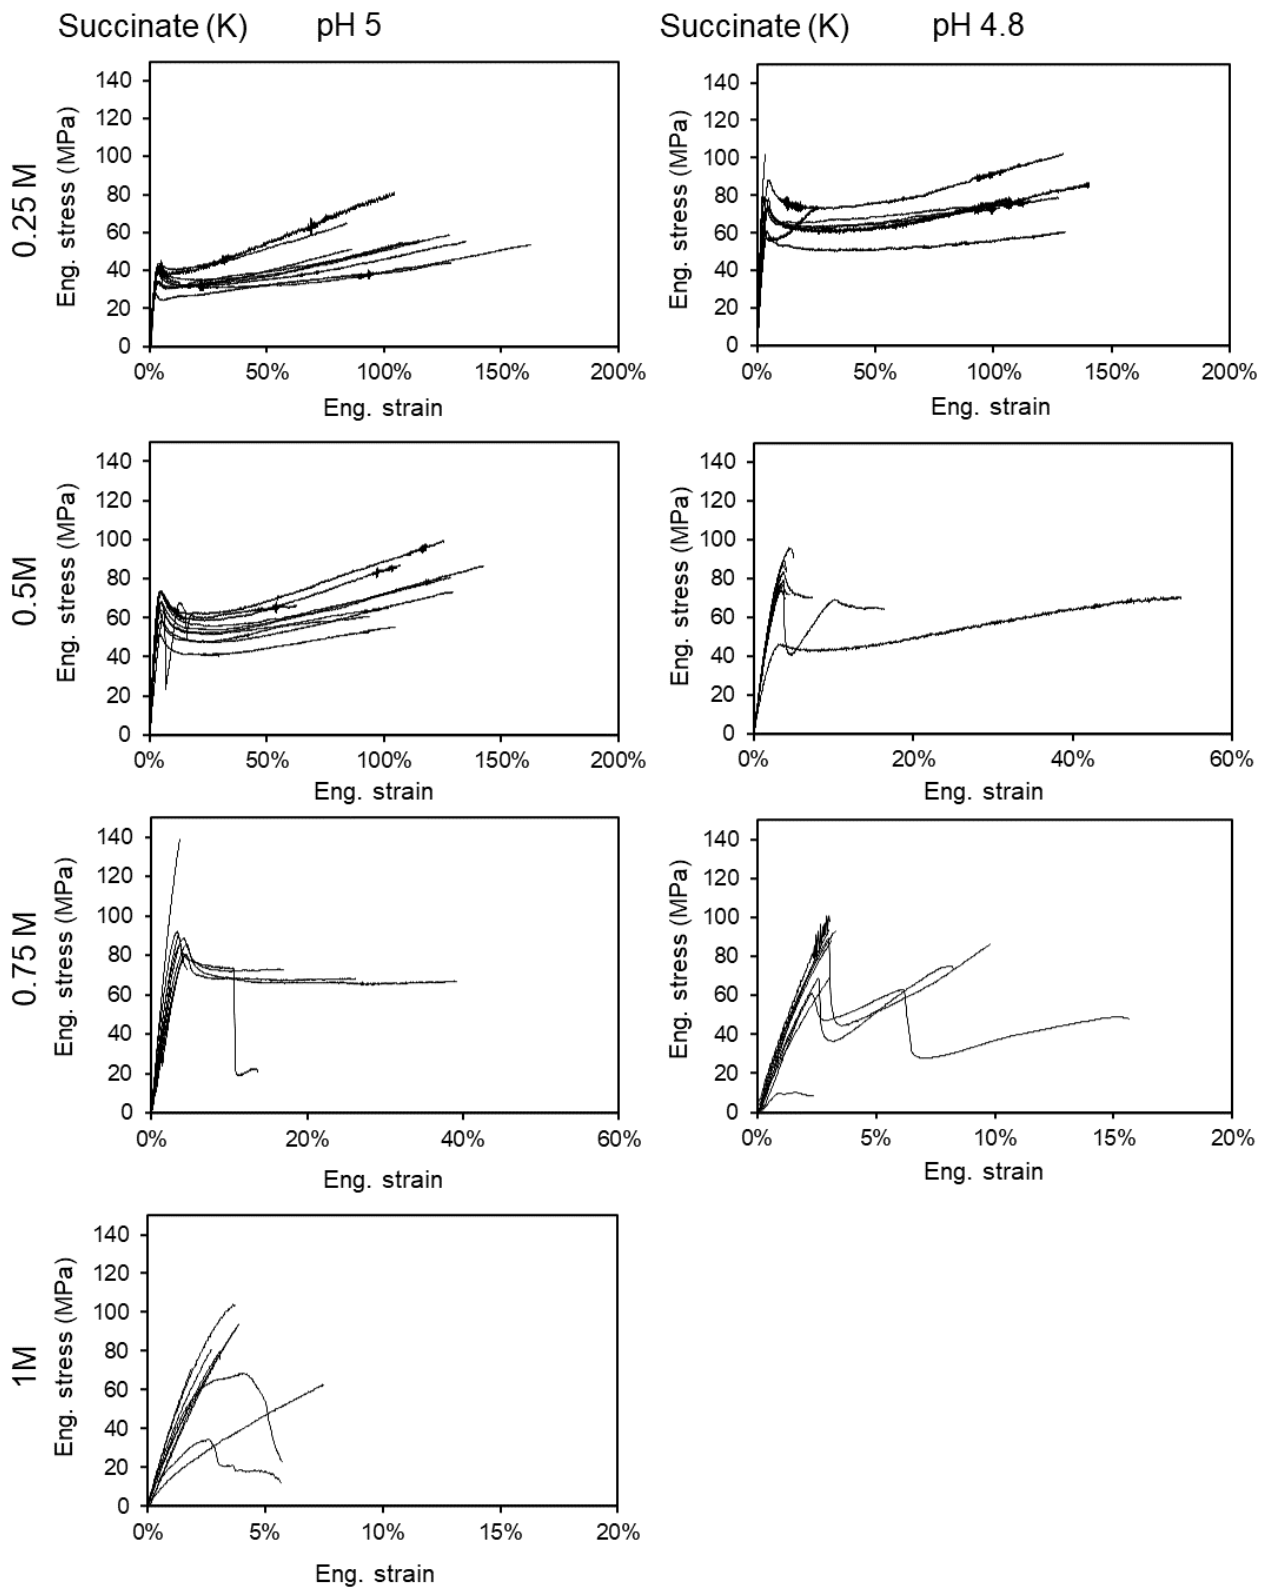 Succinate (K) pH 5
Succinate (K) pH 4.8
0.25 M
Eng. stress (MPa)
140
120
100
80
60
40
20
0
0% 50% 100% 150% 200%
Eng. strain
Eng. stress (MPa)
140
120
100
80
60
40
20
0
0% 50% 100% 150% 200%
Eng. strain
0.5M
Eng. stress (MPa)
140
120
100
80
60
40
20
0
0% 50% 100% 150% 200%
Eng. strain
Eng. stress (MPa)
140
120
100
80
60
40
20
0
0% 20% 40% 60%
Eng. strain
0.75 M
Eng. stress (MPa)
140
120
100
80
60
40
20
0
0% 20% 40% 60%
Eng. strain
Eng. stress (MPa)
140
120
100
80
60
40
20
0
0% 5% 10% 15% 20%
Eng. strain
1M
Eng. stress (MPa)
140
120
100
80
60
40
20
0
0% 5% 10% 15% 20%
Eng. strain